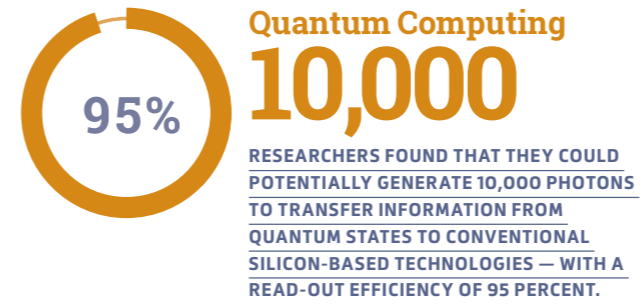 95%
Quantum Computing
10,000
RESEARCHERS FOUND THAT THEY COULD
POTENTIALLY GENERATE 10,000 PHOTONS
TO TRANSFER INFORMATION FROM
QUANTUM STATES TO CONVENTIONAL
SILICON-BASED TECHNOLOGIES — WITH A
READ-OUT EFFICIENCY OF 95 PERCENT.